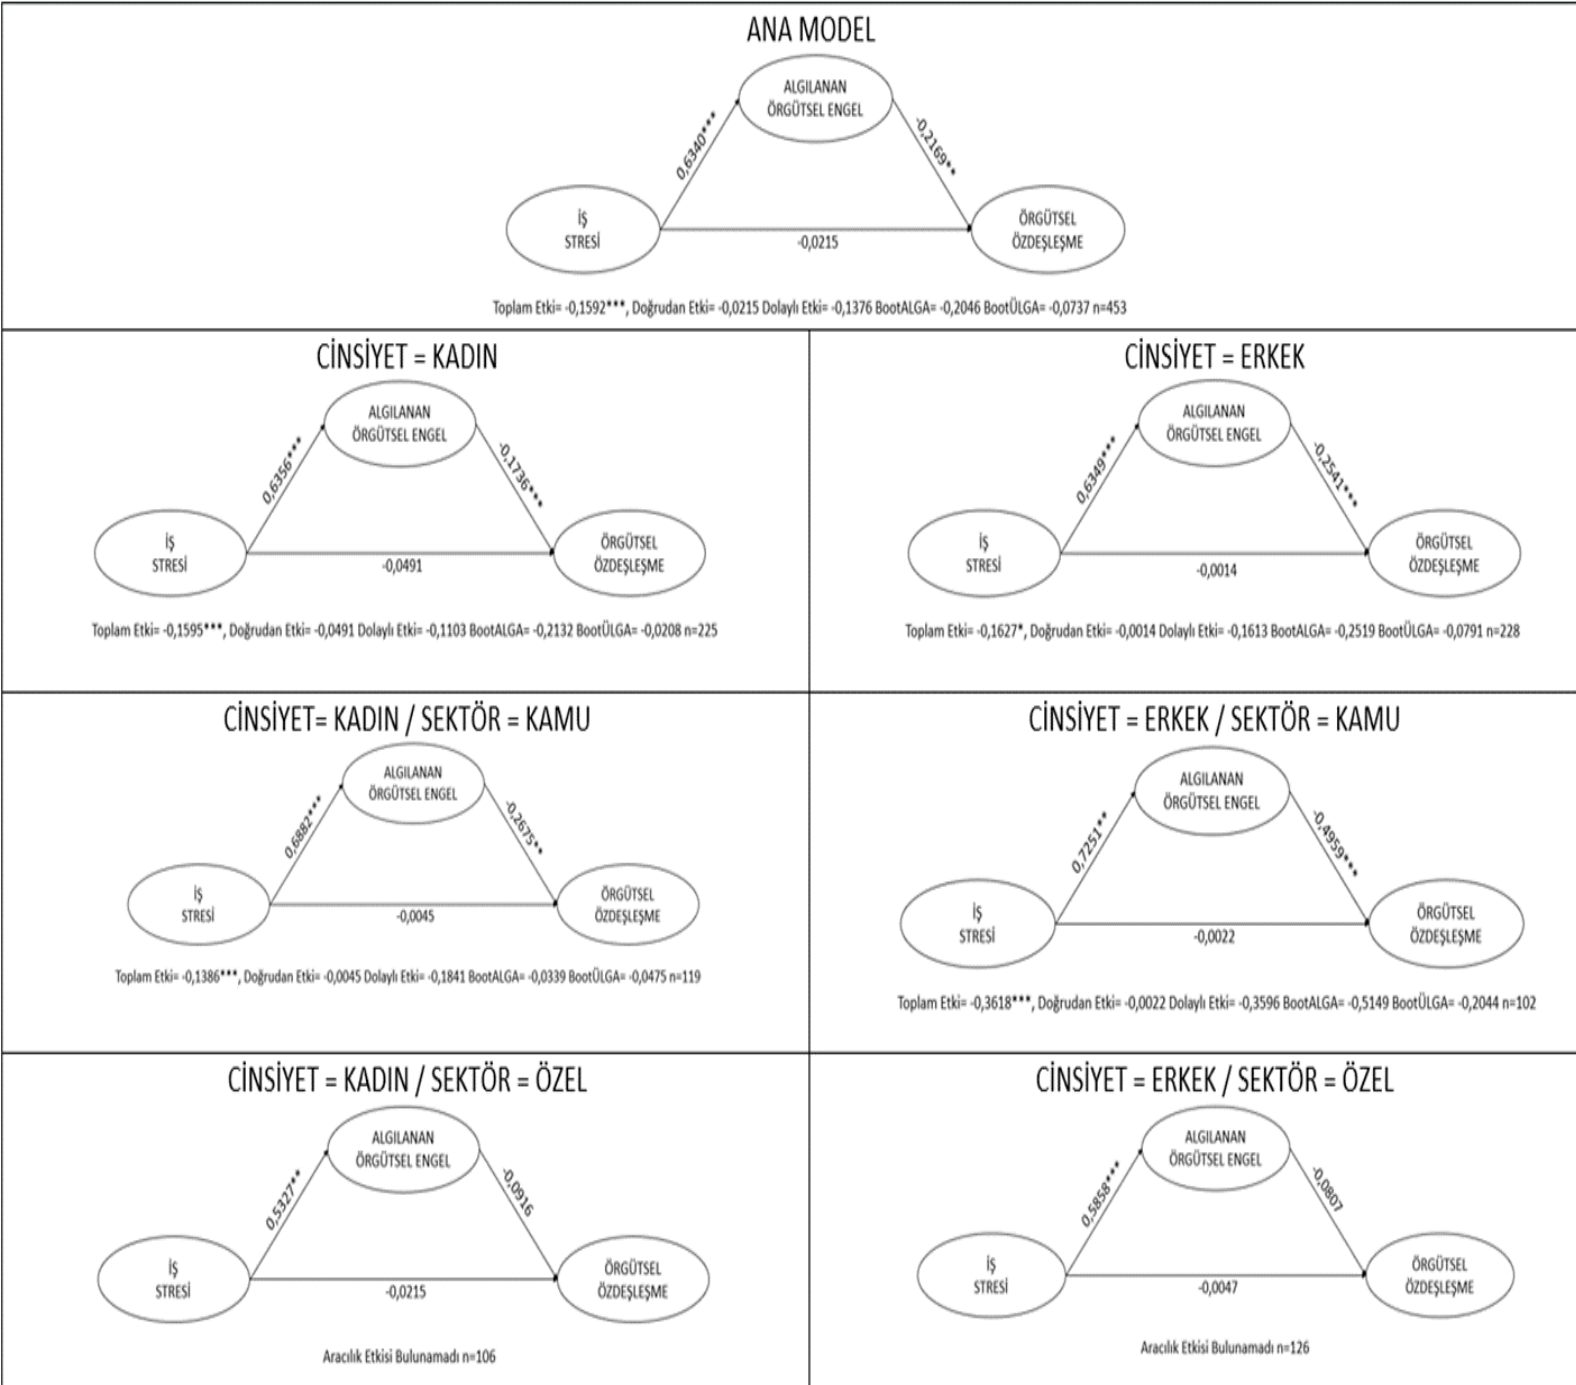 ANA MODEL
ALGILANAN
ÖRGÜTSEL ENGEL
0,6340***
-0,2169**
İŞ
STRESİ
-0,0215
ÖRGÜTSEL
ÖZDEŞLEŞME
Toplam Etki= -0,1592***, Doğrudan Etki= -0,0215 Dolaylı Etki= -0,1376 BootALGA= -0,2046 BootÜLGA= -0,0737 n=453
CİNSİYET = KADIN
ALGILANAN
ÖRGÜTSEL ENGEL
0,6356***
-0,1736***
İŞ
STRESİ
-0,0491
ÖRGÜTSEL
ÖZDEŞLEŞME
Toplam Etki= -0,1595***, Doğrudan Etki= -0,0491 Dolaylı Etki= -0,1103 BootALGA= -0,2132 BootÜLGA= -0,0208 n=225
CİNSİYET = ERKEK
ALGILANAN
ÖRGÜTSEL ENGEL
0,6349***
-0,2541***
İŞ
STRESİ
-0,0014
ÖRGÜTSEL
ÖZDEŞLEŞME
Toplam Etki= -0,1627*, Doğrudan Etki= -0,0014 Dolaylı Etki= -0,1613 BootALGA= -0,2519 BootÜLGA= -0,0791 n=228
CİNSİYET= KADIN / SEKTÖR = KAMU
ALGILANAN
ÖRGÜTSEL ENGEL
0,6882***
-0,2675**
İŞ
STRESİ
-0,0045
ÖRGÜTSEL
ÖZDEŞLEŞME
Toplam Etki= -0,1386***, Doğrudan Etki= -0,0045 Dolaylı Etki= -0,1841 BootALGA= -0,0339 BootÜLGA= -0,0475 n=119
CİNSİYET = ERKEK / SEKTÖR = KAMU
ALGILANAN
ÖRGÜTSEL ENGEL
0,7251**
-0,4959***
İŞ
STRESİ
-0,0022
ÖRGÜTSEL
ÖZDEŞLEŞME
Toplam Etki= -0,3618***, Doğrudan Etki= -0,0022 Dolaylı Etki= -0,3596 BootALGA= -0,5149 BootÜLGA= -0,2044 n=102
CİNSİYET = KADIN / SEKTÖR = ÖZEL
ALGILANAN
ÖRGÜTSEL ENGEL
0,5327**
-0,0916
İŞ
STRESİ
-0,0215
ÖRGÜTSEL
ÖZDEŞLEŞME
Aracılık Etkisi Bulunamadı n=106
CİNSİYET = ERKEK / SEKTÖR = ÖZEL
ALGILANAN
ÖRGÜTSEL ENGEL
0,5858***
-0,0807
İŞ
STRESİ
-0,0047
ÖRGÜTSEL
ÖZDEŞLEŞME
Aracılık Etkisi Bulunamadı n=126